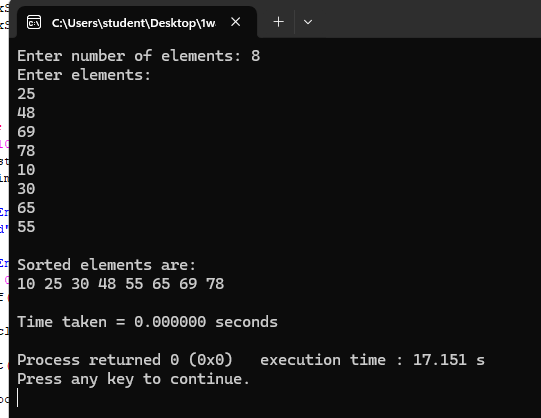 C:\Users\student\Desktop\1wa
Enter number of elements: 8
Enter elements:
25
48
69
78
10
30
65
55
Sorted elements are:
10 25 30 48 55 65 69 78
Time taken = 0.000000 seconds
Process returned 0 (0x0)   execution time : 17.151 s
Press any key to continue.